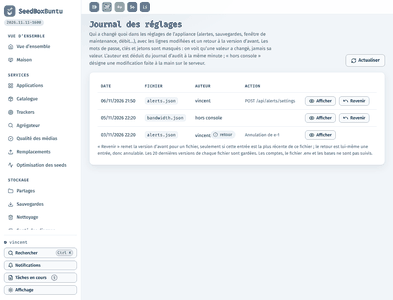 SeedBoxBuntu
2026.11.11-5600
VUE D'ENSEMBLE
Vue d'ensemble
Maison
SERVICES
Applications
Catalogue
Trackers
Agrégateur
Qualité des médias
Remplacements
Optimisation des seeds
STOCKAGE
Partages
Sauvegardes
Nettoyage
vincent
Rechercher
Notifications
Tâches en cours
Affichage
Journal des réglages
Qui a changé quoi dans les réglages de l'appliance (alertes, sauvegardes, fenêtre de
maintenance, débit…), avec les lignes modifiées et un retour à la version d'avant. Les
mots de passe, clés et jetons sont masqués : on voit qu'une valeur a changé, jamais sa
valeur. L'auteur est déduit du journal d'audit à la même minute ; « hors console »
désigne une modification faite à la main sur le serveur.
Actualiser
DATE FICHIER AUTEUR ACTION
06/11/2026 21:50 alerts.json vincent POST /api/alerts/settings Afficher Revenir
05/11/2026 22:20 bandwidth.json hors console Afficher Revenir
03/11/2026 22:20 alerts.json vincent retour Afficher
« Revenir » remet la version d'avant pour un fichier, seulement si cette entrée est la plus récente de ce fichier ; le retour est lui-même une
entrée, donc annulable. Les 20 dernières versions de chaque fichier sont gardées. Les comptes, le fichier .env et les bases ne sont pas suivis.